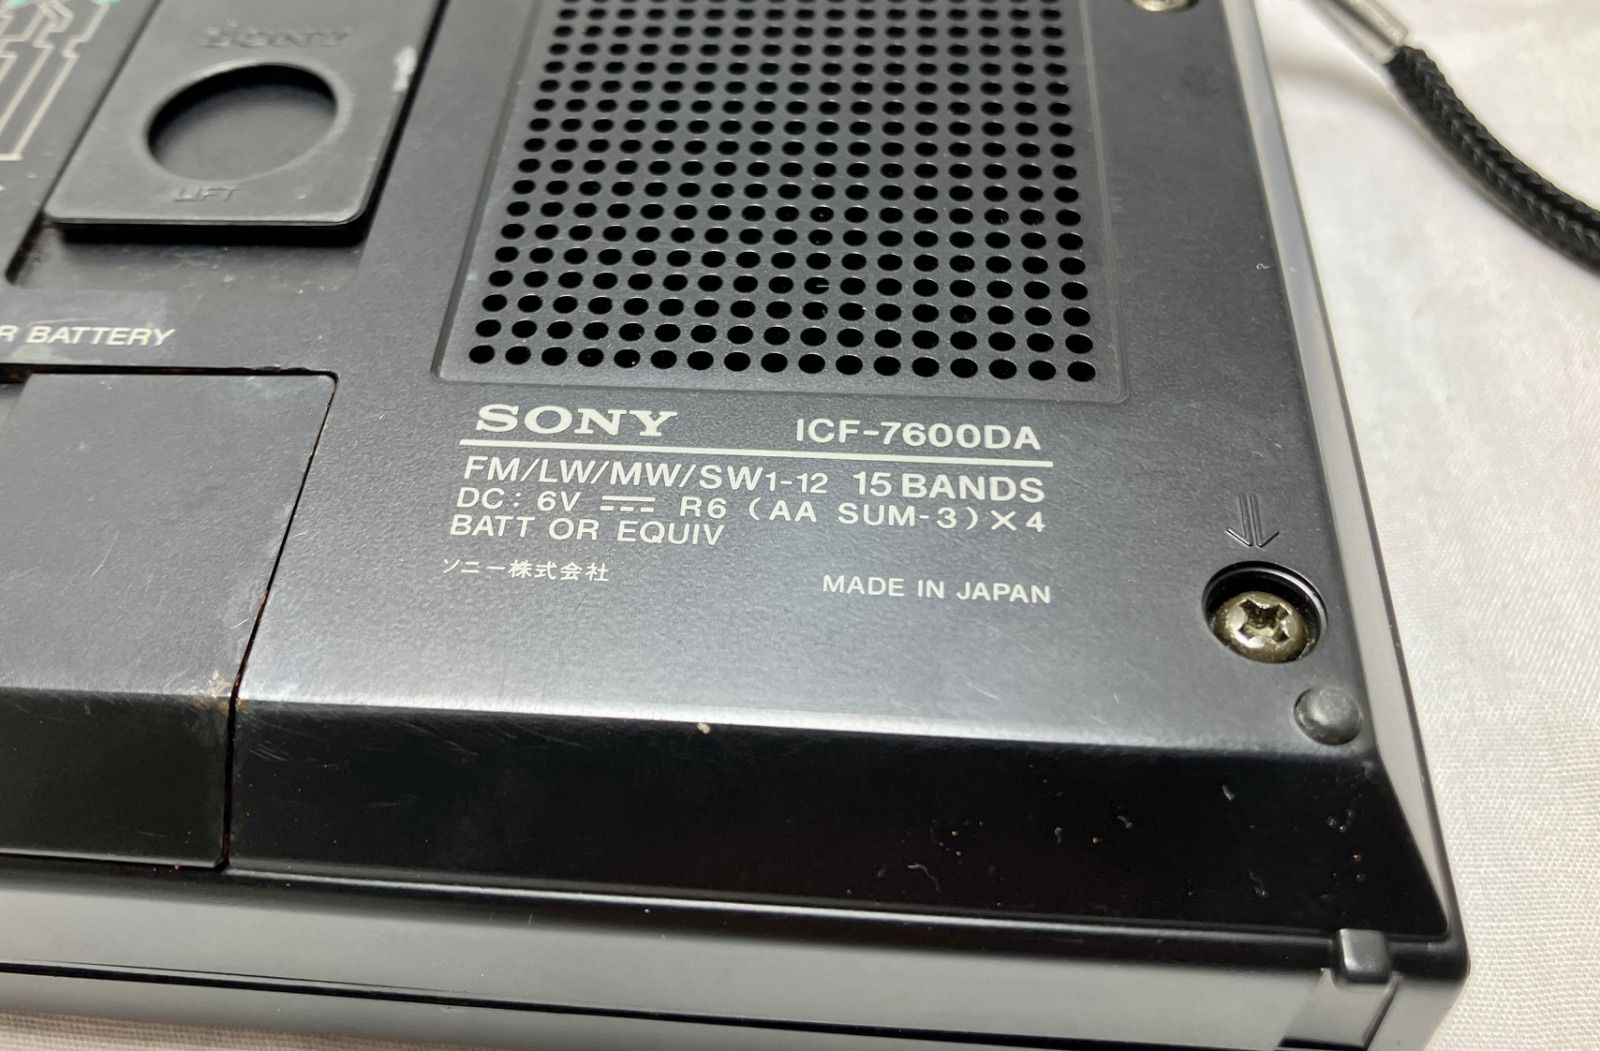 SONY
LIFT
R BATTERY
SONY ICF-7600DA
FM/LW/MW/SW1-12 15 BANDS
DC: 6V ⎓ R6 (AA SUM-3)×4
BATT OR EQUIV
ソニー株式会社 MADE IN JAPAN